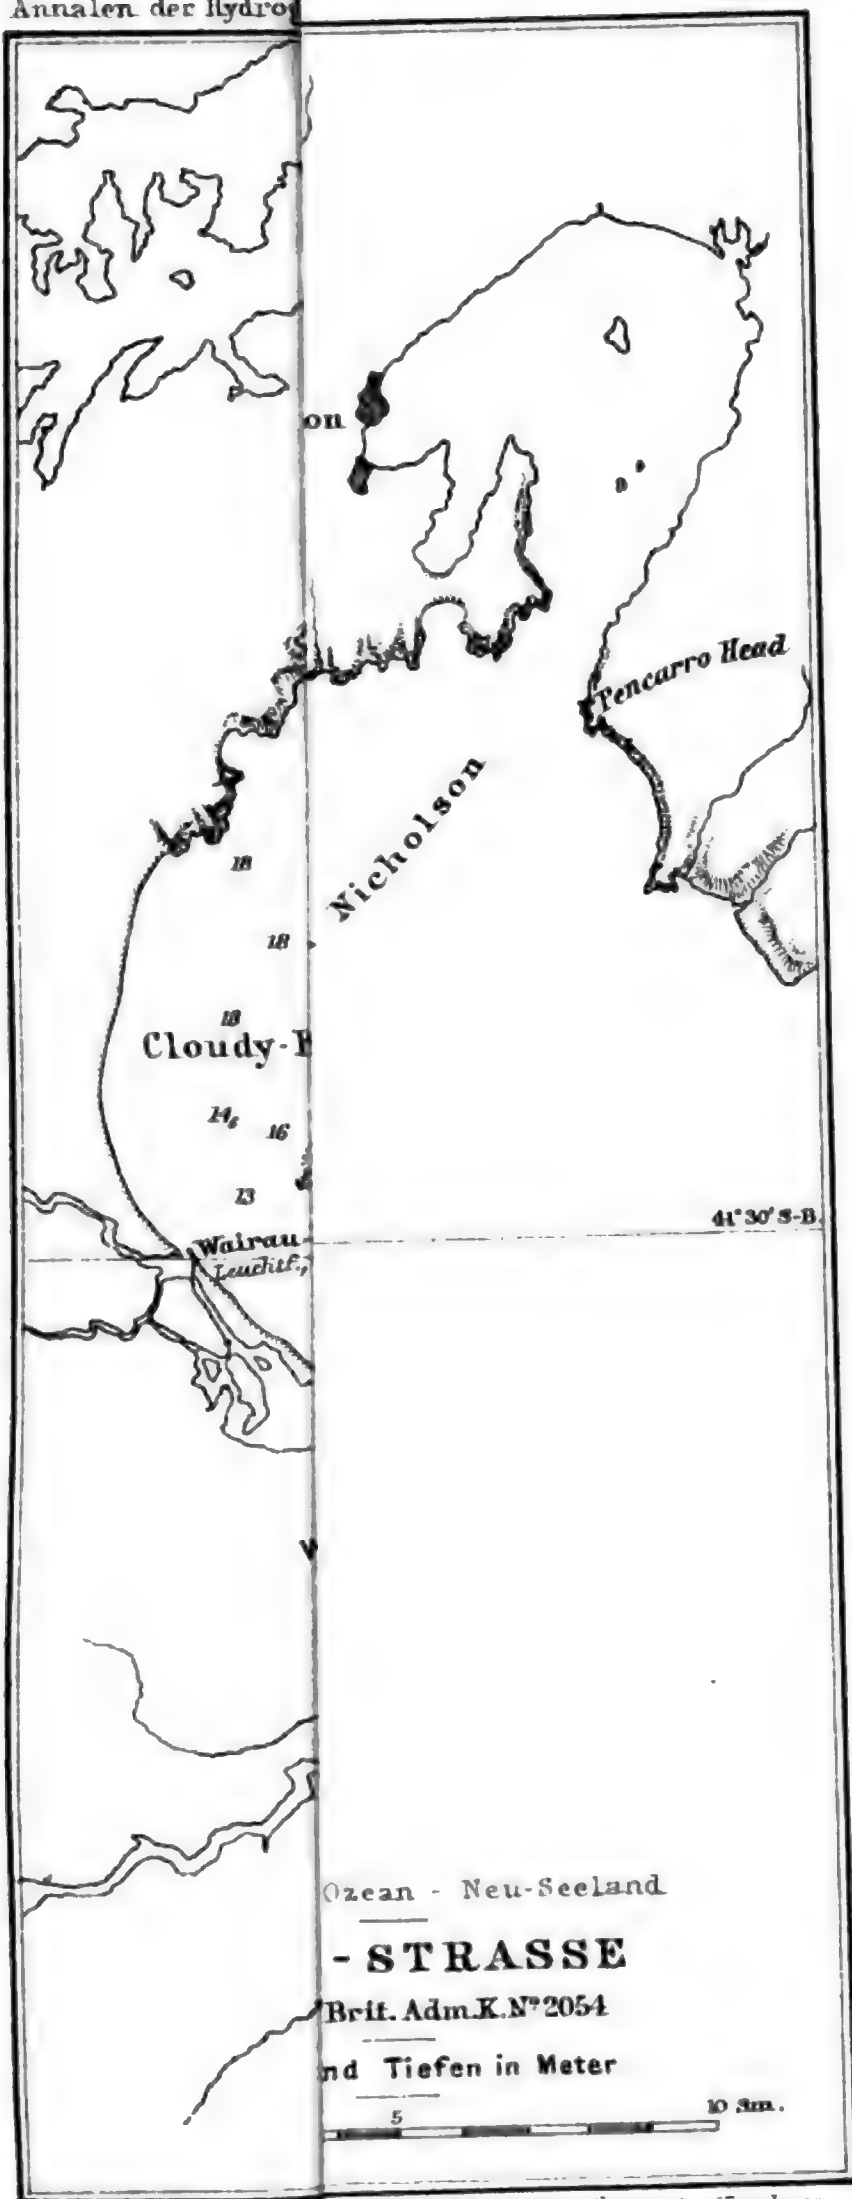 Annalen der Hydro
on
Pencarro Head
Nicholson
18
18
18
Cloudy-B
14
16
13
41°30' S-B.
Wairau
Leuchtf.,
W
Ozean - Neu-Seeland
-STRASSE
Brit. Adm. K. Nº 2054
nd Tiefen in Meter
5
10 Sm.